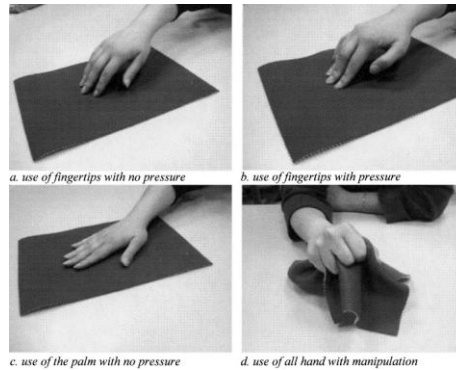 a. use of fingertips with no pressure
b. use of fingertips with pressure
c. use of the palm with no pressure
d. use of all hand with manipulation